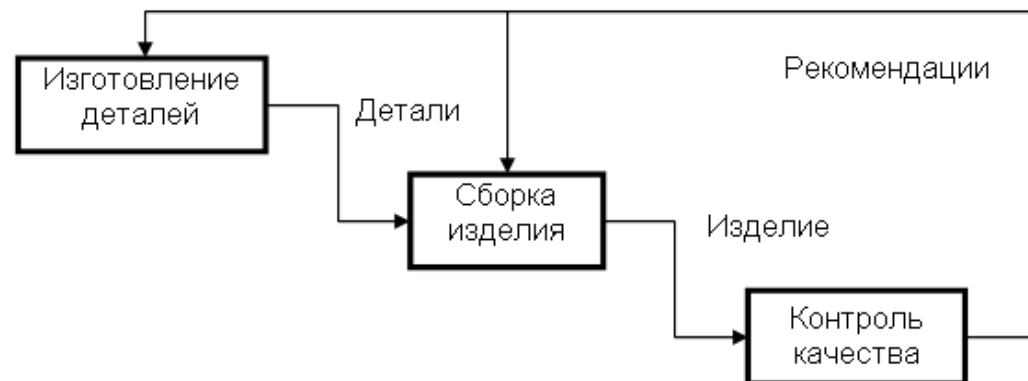 Изготовление
деталей
Детали
Рекомендации
Сборка
изделия
Изделие
Контроль
качества